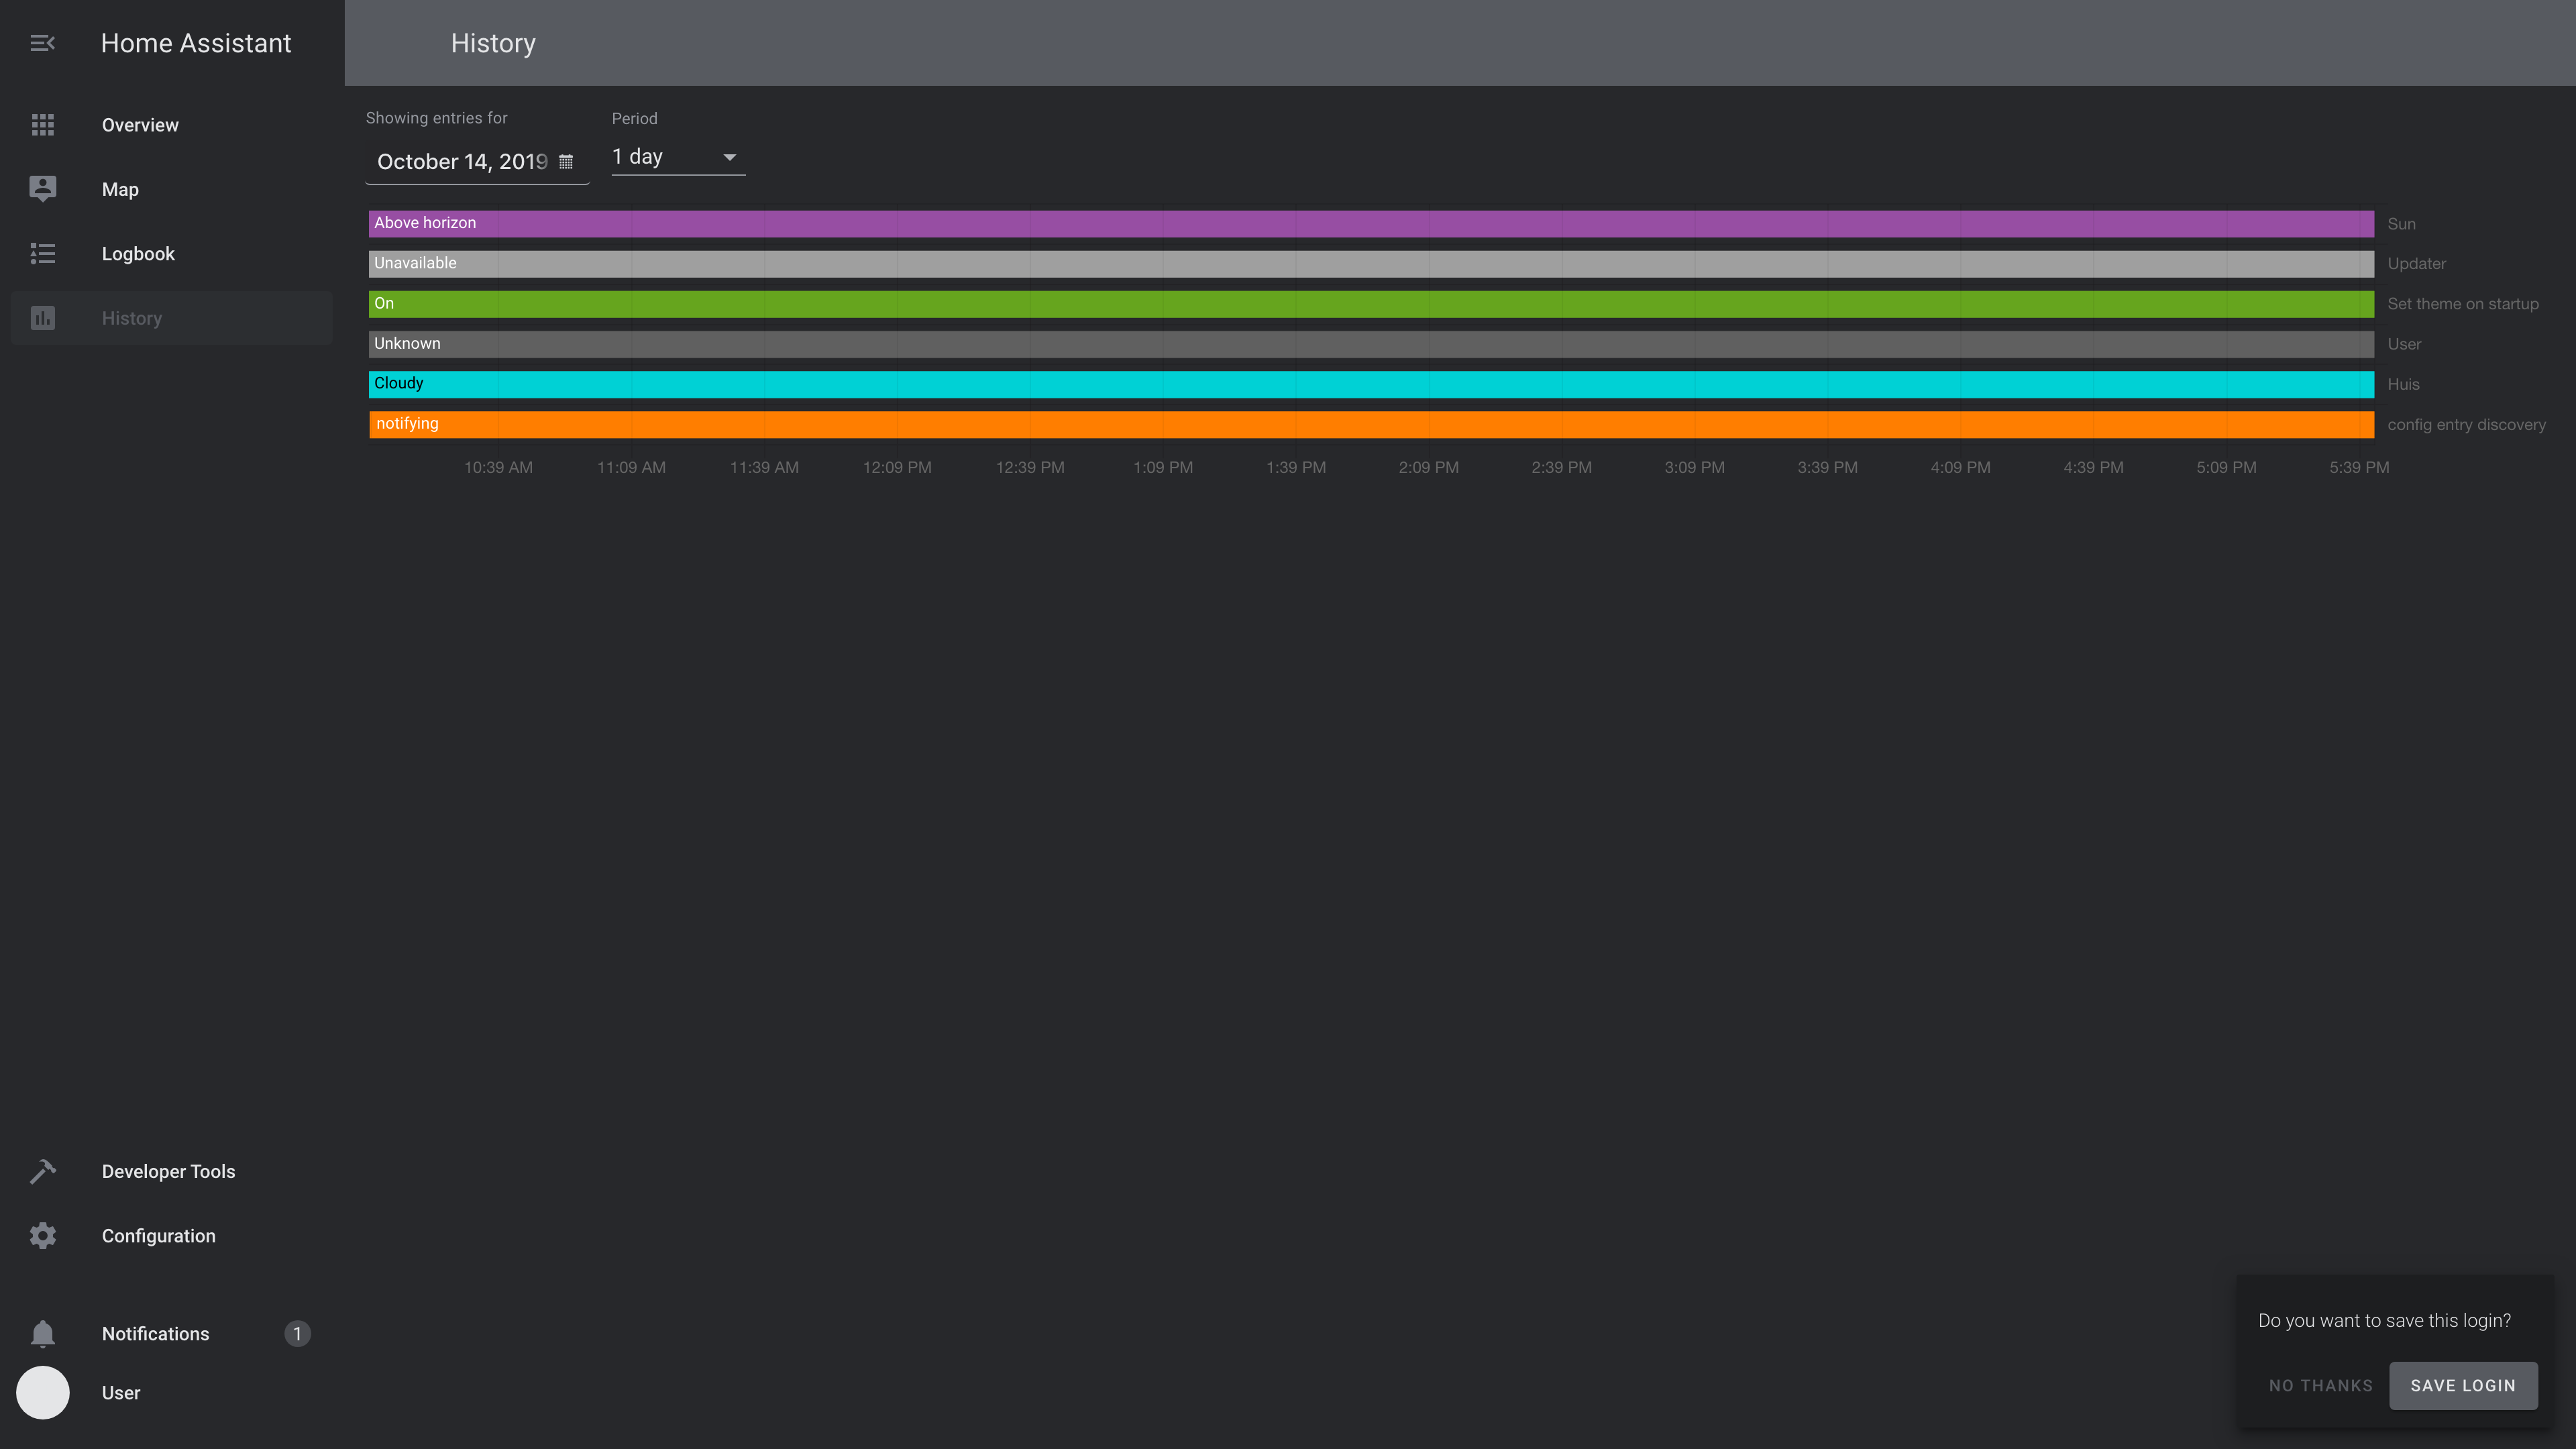 Home Assistant
History
Overview
Map
Logbook
History
Showing entries for
Period
October 14, 2019
1 day
Above horizon
Sun
Unavailable
Updater
On
Set theme on startup
Unknown
User
Cloudy
Huis
notifying
config entry discovery
10:39 AM 11:09 AM 11:39 AM 12:09 PM 12:39 PM 1:09 PM 1:39 PM 2:09 PM 2:39 PM 3:09 PM 3:39 PM 4:09 PM 4:39 PM 5:09 PM 5:39 PM
Developer Tools
Configuration
Notifications 1
User
Do you want to save this login?
NO THANKS SAVE LOGIN